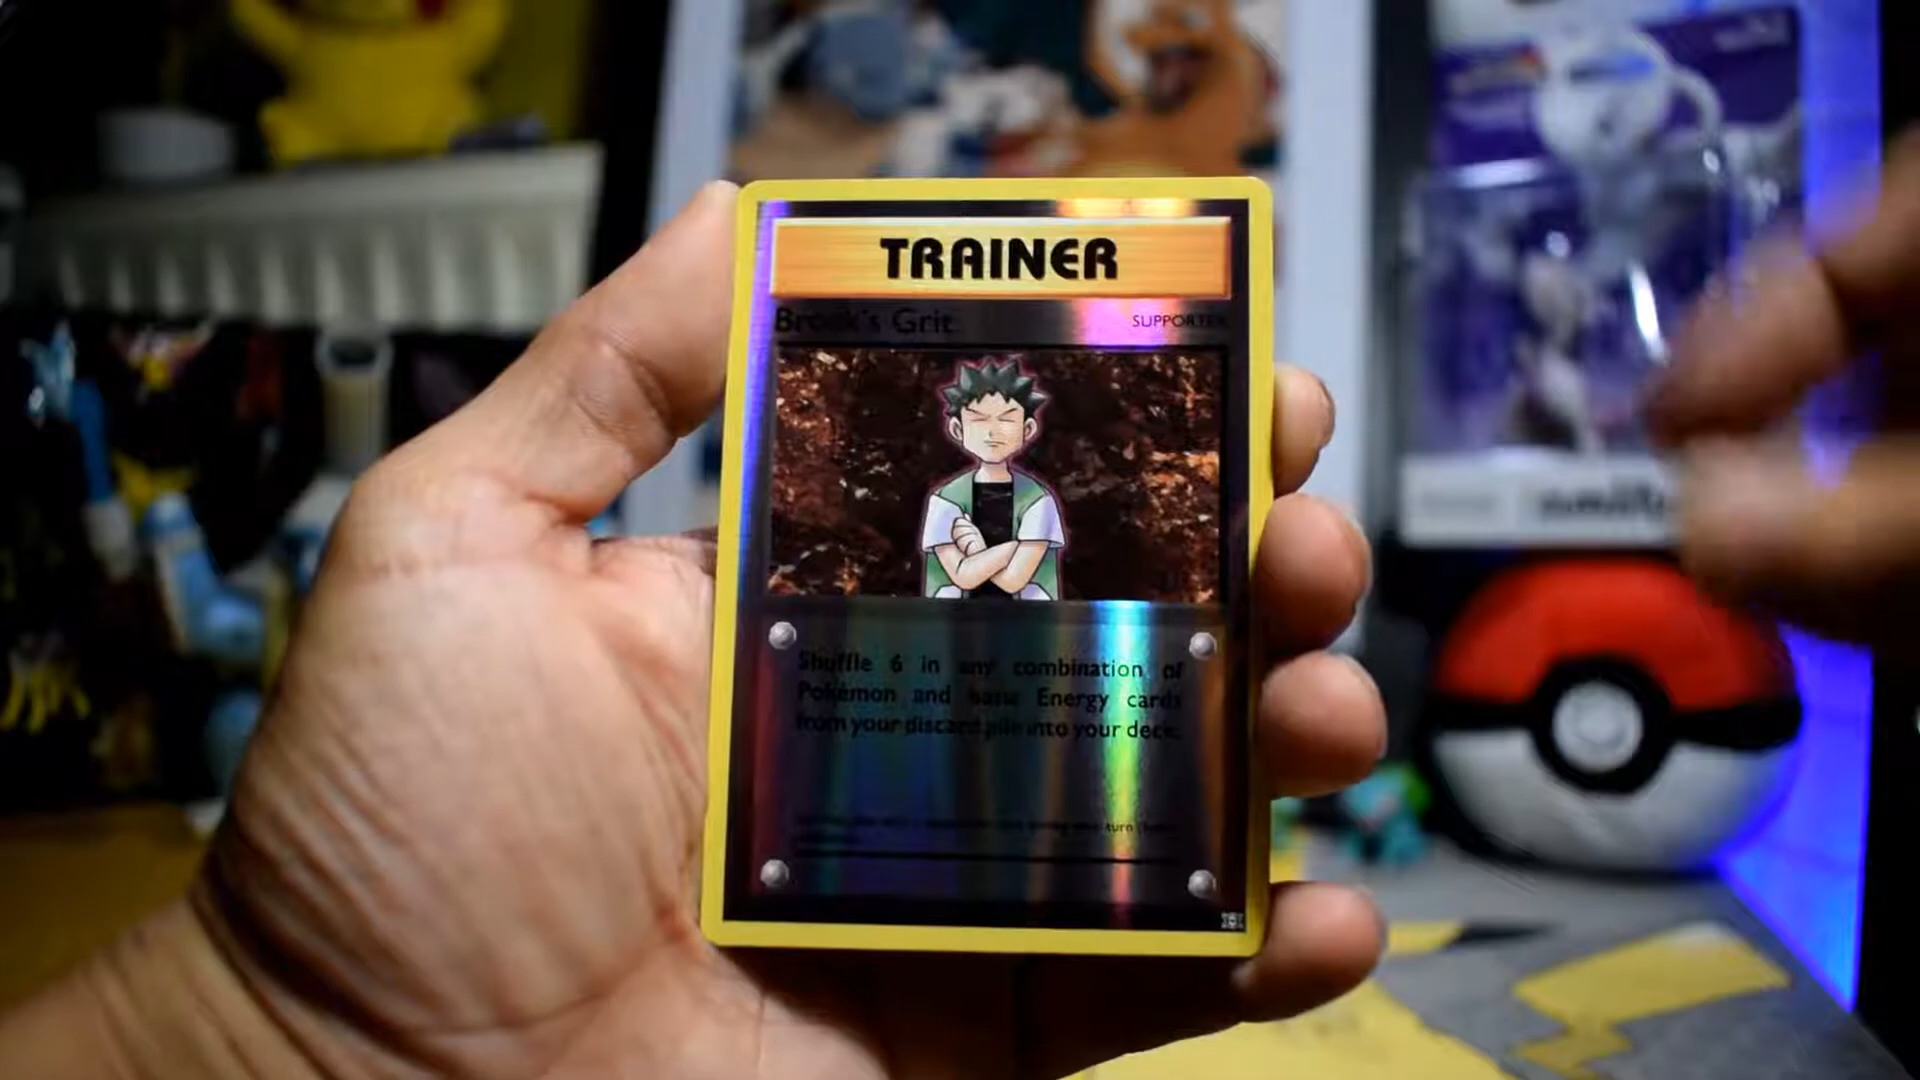 TRAINER
Brock's Grit
SUPPORTER
Shuffle 6 in any combination of
Pokémon and basic Energy cards
from your discard pile into your deck.
turn